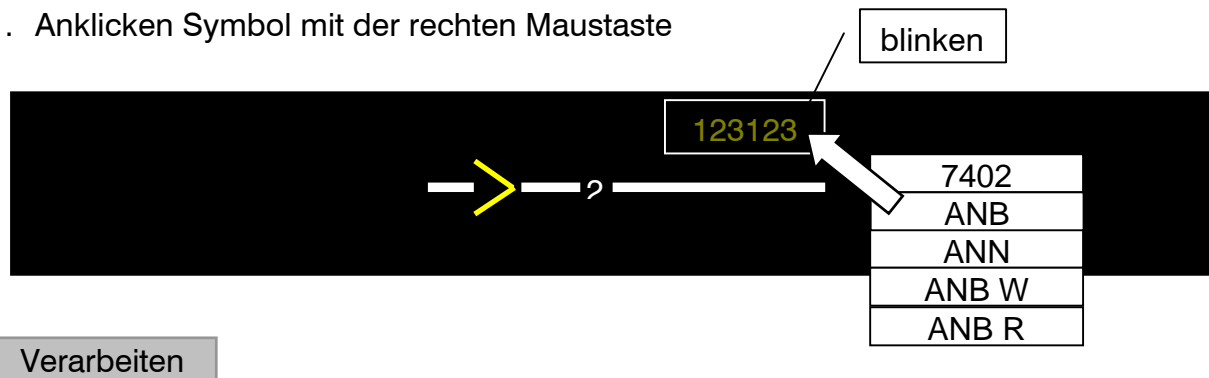 . Anklicken Symbol mit der rechten Maustaste
blinken
123123
?
7402
ANB
ANN
ANB W
ANB R
Verarbeiten